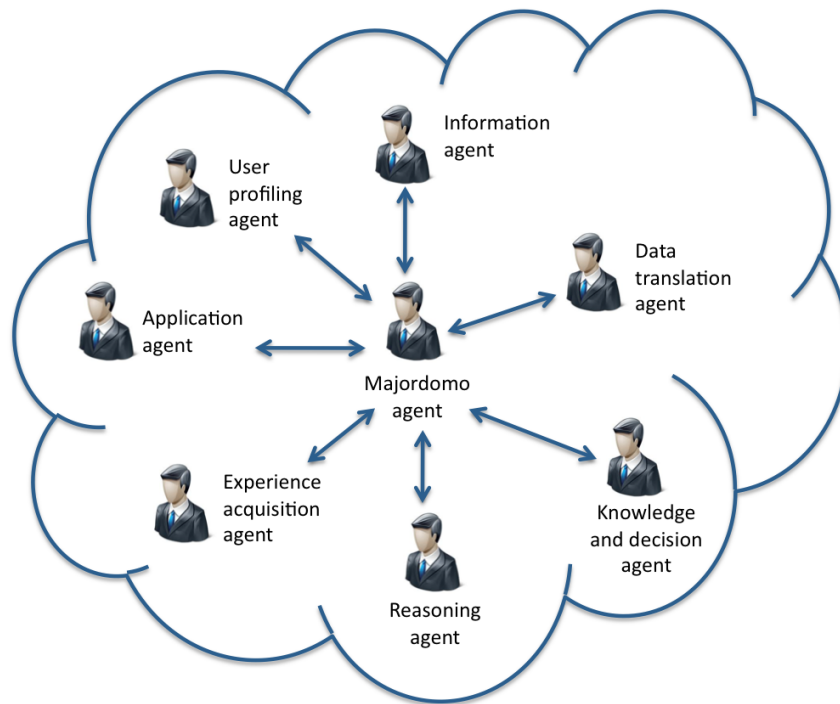 Information
agent
User
profiling
agent
Data
translation
agent
Application
agent
Majordomo
agent
Experience
acquisition
agent
Knowledge
and decision
agent
Reasoning
agent